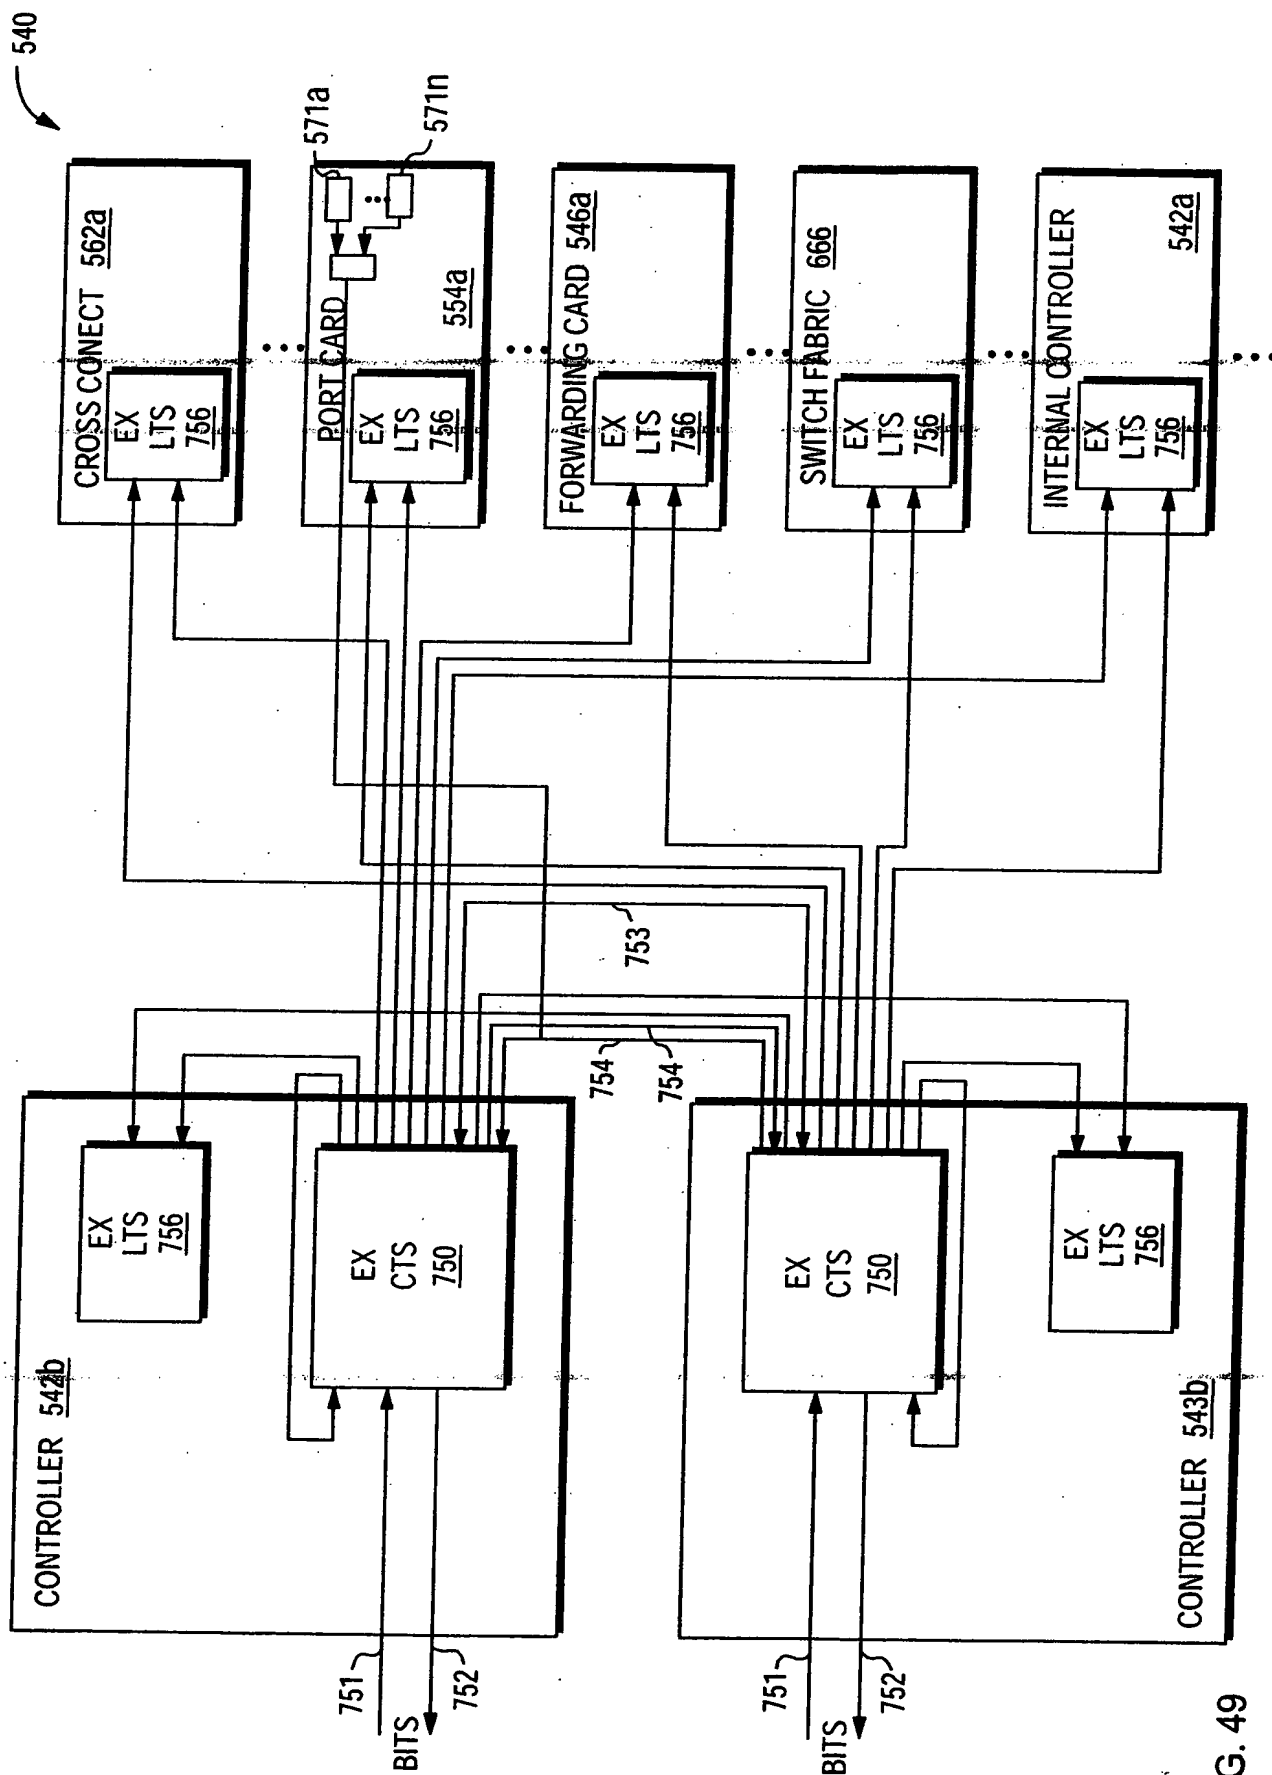 540
CROSS CONECT 562a
EX
LTS
756
571a
571n
PORT CARD
554a
EX
LTS
756
FORWARDING CARD 546a
EX
LTS
756
SWITCH FABRIC 666
EX
LTS
756
INTERNAL CONTROLLER
542a
EX
LTS
756
753
754
754
CONTROLLER 542b
EX
LTS
756
EX
CTS
750
751
BITS
752
CONTROLLER 543b
EX
CTS
750
EX
LTS
756
751
BITS
752
G. 49